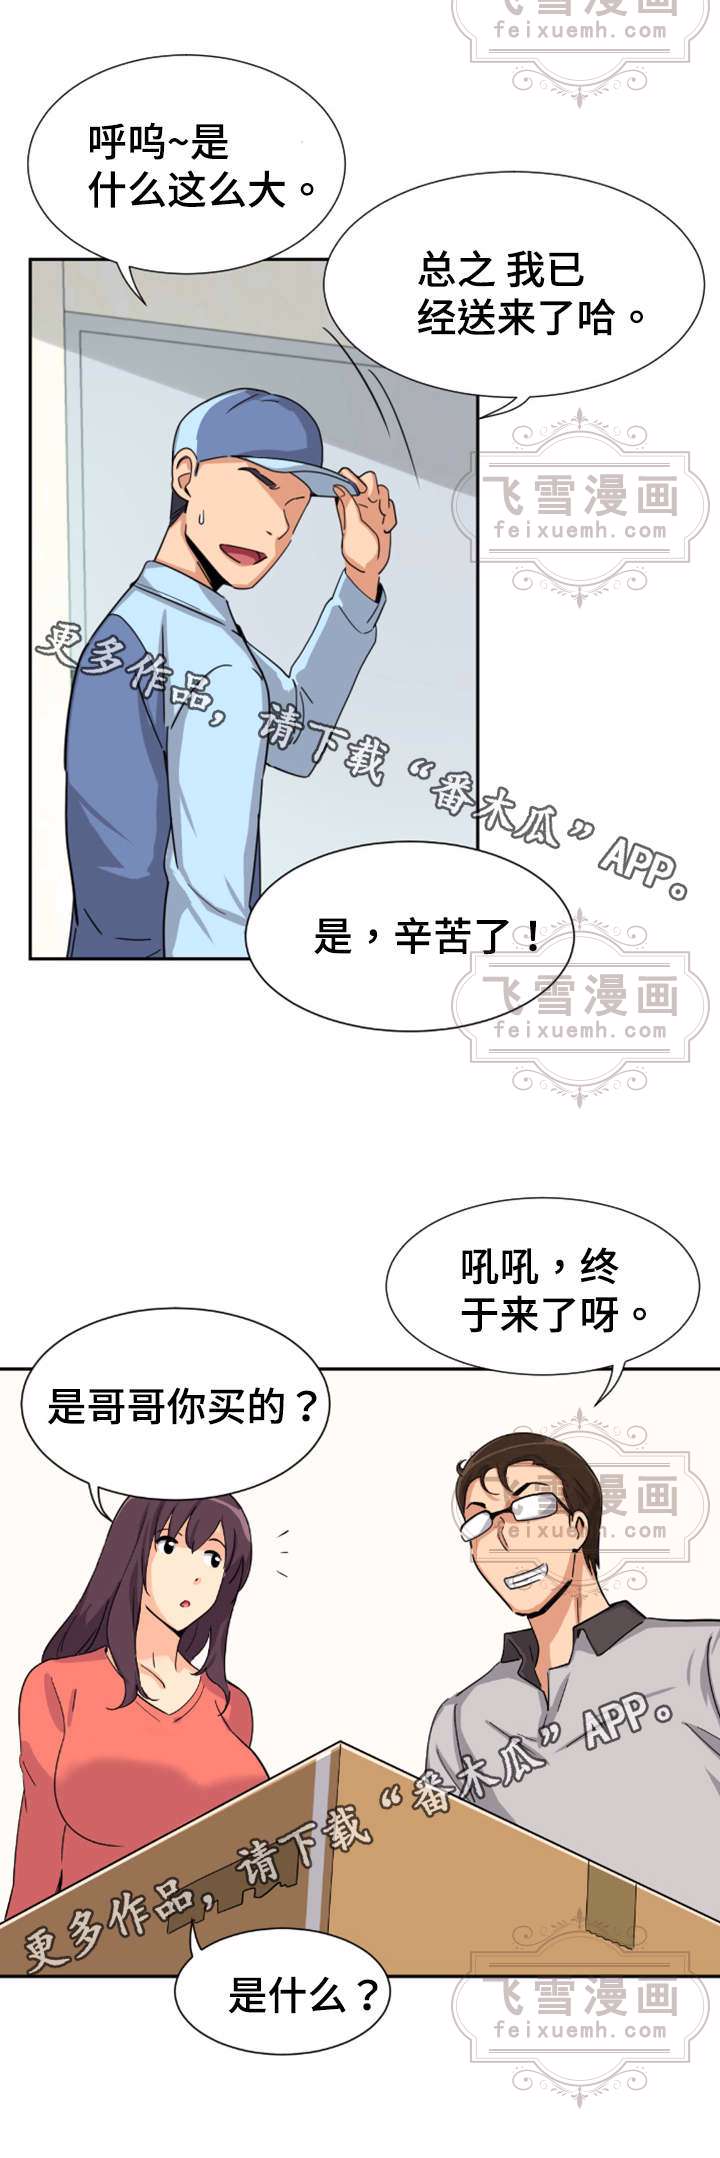 飞雪漫画
feixuemh.com
呼呜~是
什么这么大。
总之 我已
经送来了哈。
飞雪漫画
feixuemh.com
更多作品，请下载“番木瓜”APP。
是，辛苦了！
飞雪漫画
feixuemh.com
吼吼，终
于来了呀。
是哥哥你买的？
飞雪漫画
feixuemh.com
更多作品，请下载“番木瓜”APP。
是什么？
飞雪漫画
feixuemh.com